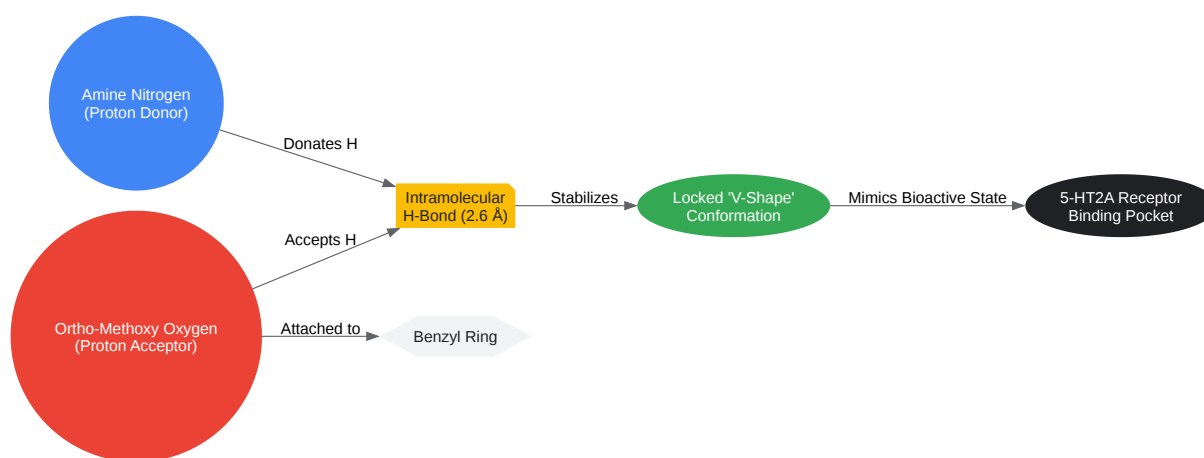 Amine Nitrogen
(Proton Donor)
Donates H
Intramolecular
H-Bond (2.6 Å)
Stabilizes
Locked 'V-Shape'
Conformation
Mimics Bioactive State
5-HT2A Receptor
Binding Pocket
Accepts H
Ortho-Methoxy Oxygen
(Proton Acceptor)
Attached to
Benzyl Ring